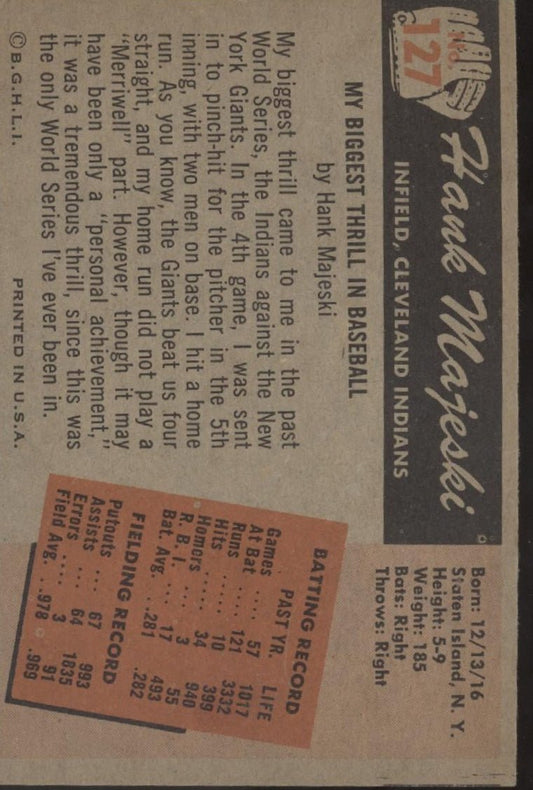 No.
127
Hank Majeski
INFIELD, CLEVELAND INDIANS
Born: 12/13/16
Staten Island, N. Y.
Height: 5-9
Weight: 185
Bats: Right
Throws: Right
MY BIGGEST THRILL IN BASEBALL
by Hank Majeski
My biggest thrill came to me in the past
World Series, the Indians against the New
York Giants. In the 4th game, I was sent
in to pinch-hit for the pitcher in the 5th
inning, with two men on base. I hit a home
run. As you know, the Giants beat us four
straight, and my home run did not play a
"Merriwell" part. However, though it may
have been only a "personal achievement,"
it was a tremendous thrill, since this was
the only World Series I've ever been in.
©B.G.H.L.I. PRINTED IN U.S.A.
BATTING RECORD
PAST YR. LIFE
Games .... 57 1017
At Bat .... 121 3332
Runs .... 10 399
Hits .... 34 940
Homers .... 3 55
R. B. I. .... 17 493
Bat. Avg. .. .281 .282
FIELDING RECORD
Putouts .... 67 993
Assists .... 64 1835
Errors .... 3 91
Field Avg. .. .978 .969